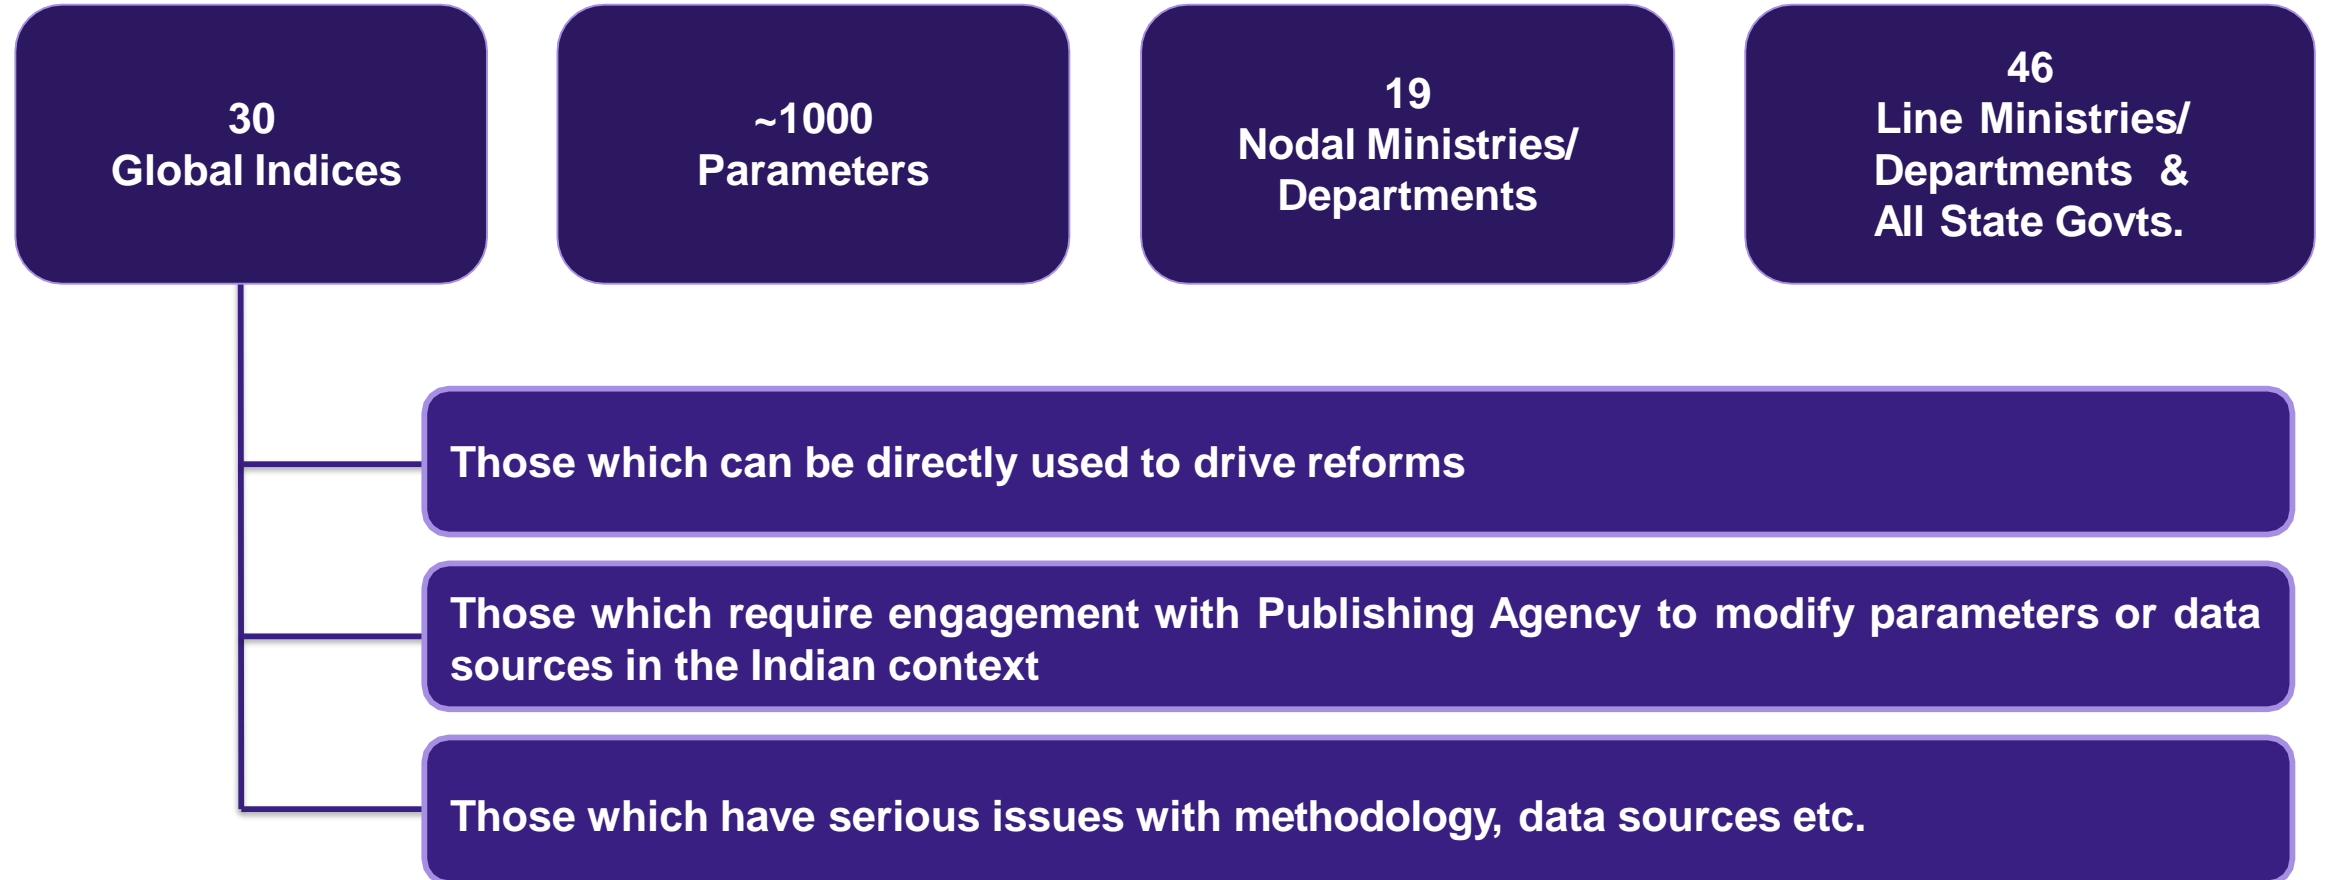 30
Global Indices
~1000
Parameters
19
Nodal Ministries/
Departments
46
Line Ministries/
Departments &
All State Govts.
Those which can be directly used to drive reforms
Those which require engagement with Publishing Agency to modify parameters or data
sources in the Indian context
Those which have serious issues with methodology, data sources etc.